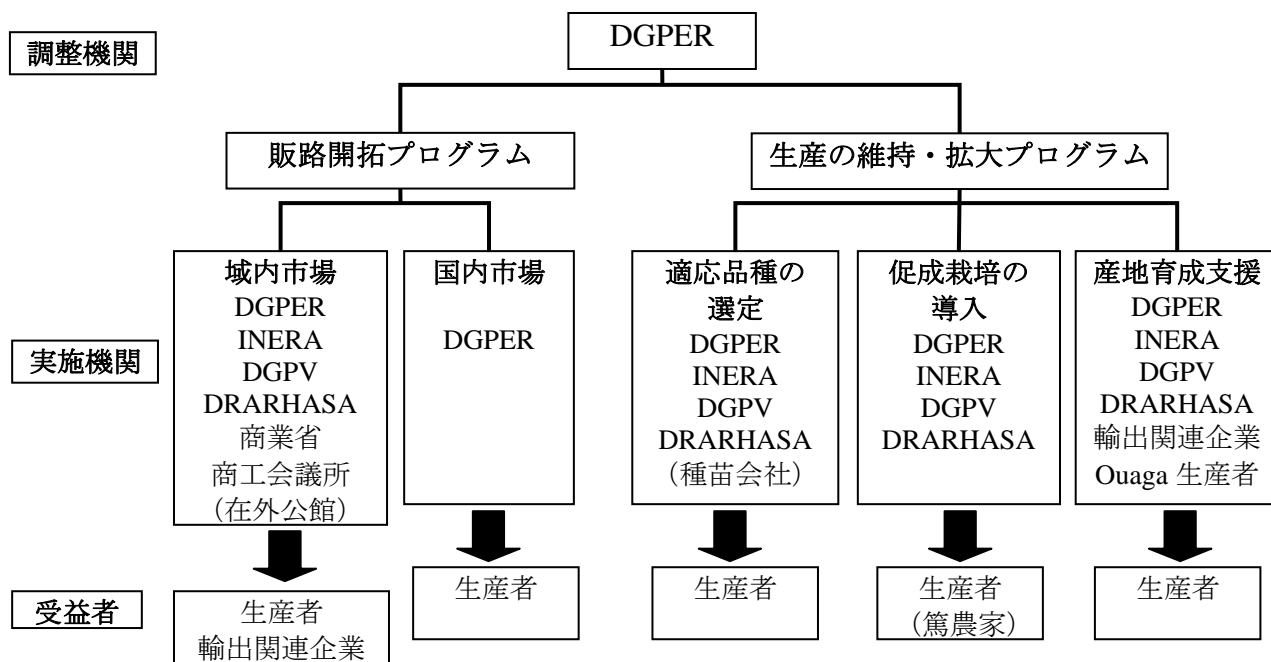 調整機関
DGPER
販路開拓プログラム
生産の維持・拡大プログラム
実施機関
域内市場
DGPER
INERA
DGPV
DRARHASA
商業省
商工会議所
（在外公館）
国内市場
DGPER
適応品種の
選定
DGPER
INERA
DGPV
DRARHASA
（種苗会社）
促成栽培の
導入
DGPER
INERA
DGPV
DRARHASA
産地育成支援
DGPER
INERA
DGPV
DRARHASA
輸出関連企業
Ouaga 生産者
受益者
生産者
輸出関連企業
生産者
生産者
生産者
（篤農家）
生産者